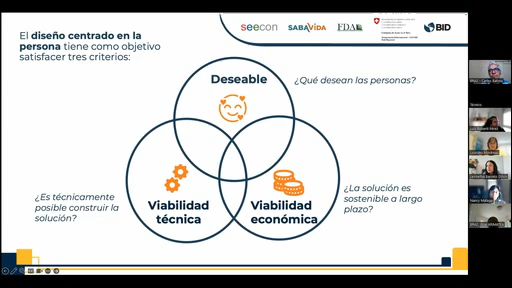 seecon
SABAVIDA
FDAL
BID
El diseño centrado en la
persona tiene como objetivo
satisfacer tres criterios:
Deseable
¿Qué desean las personas?
¿Es técnicamente
posible construir la
solución?
Viabilidad
técnica
Viabilidad
económica
¿La solución es
sostenible a largo
plazo?